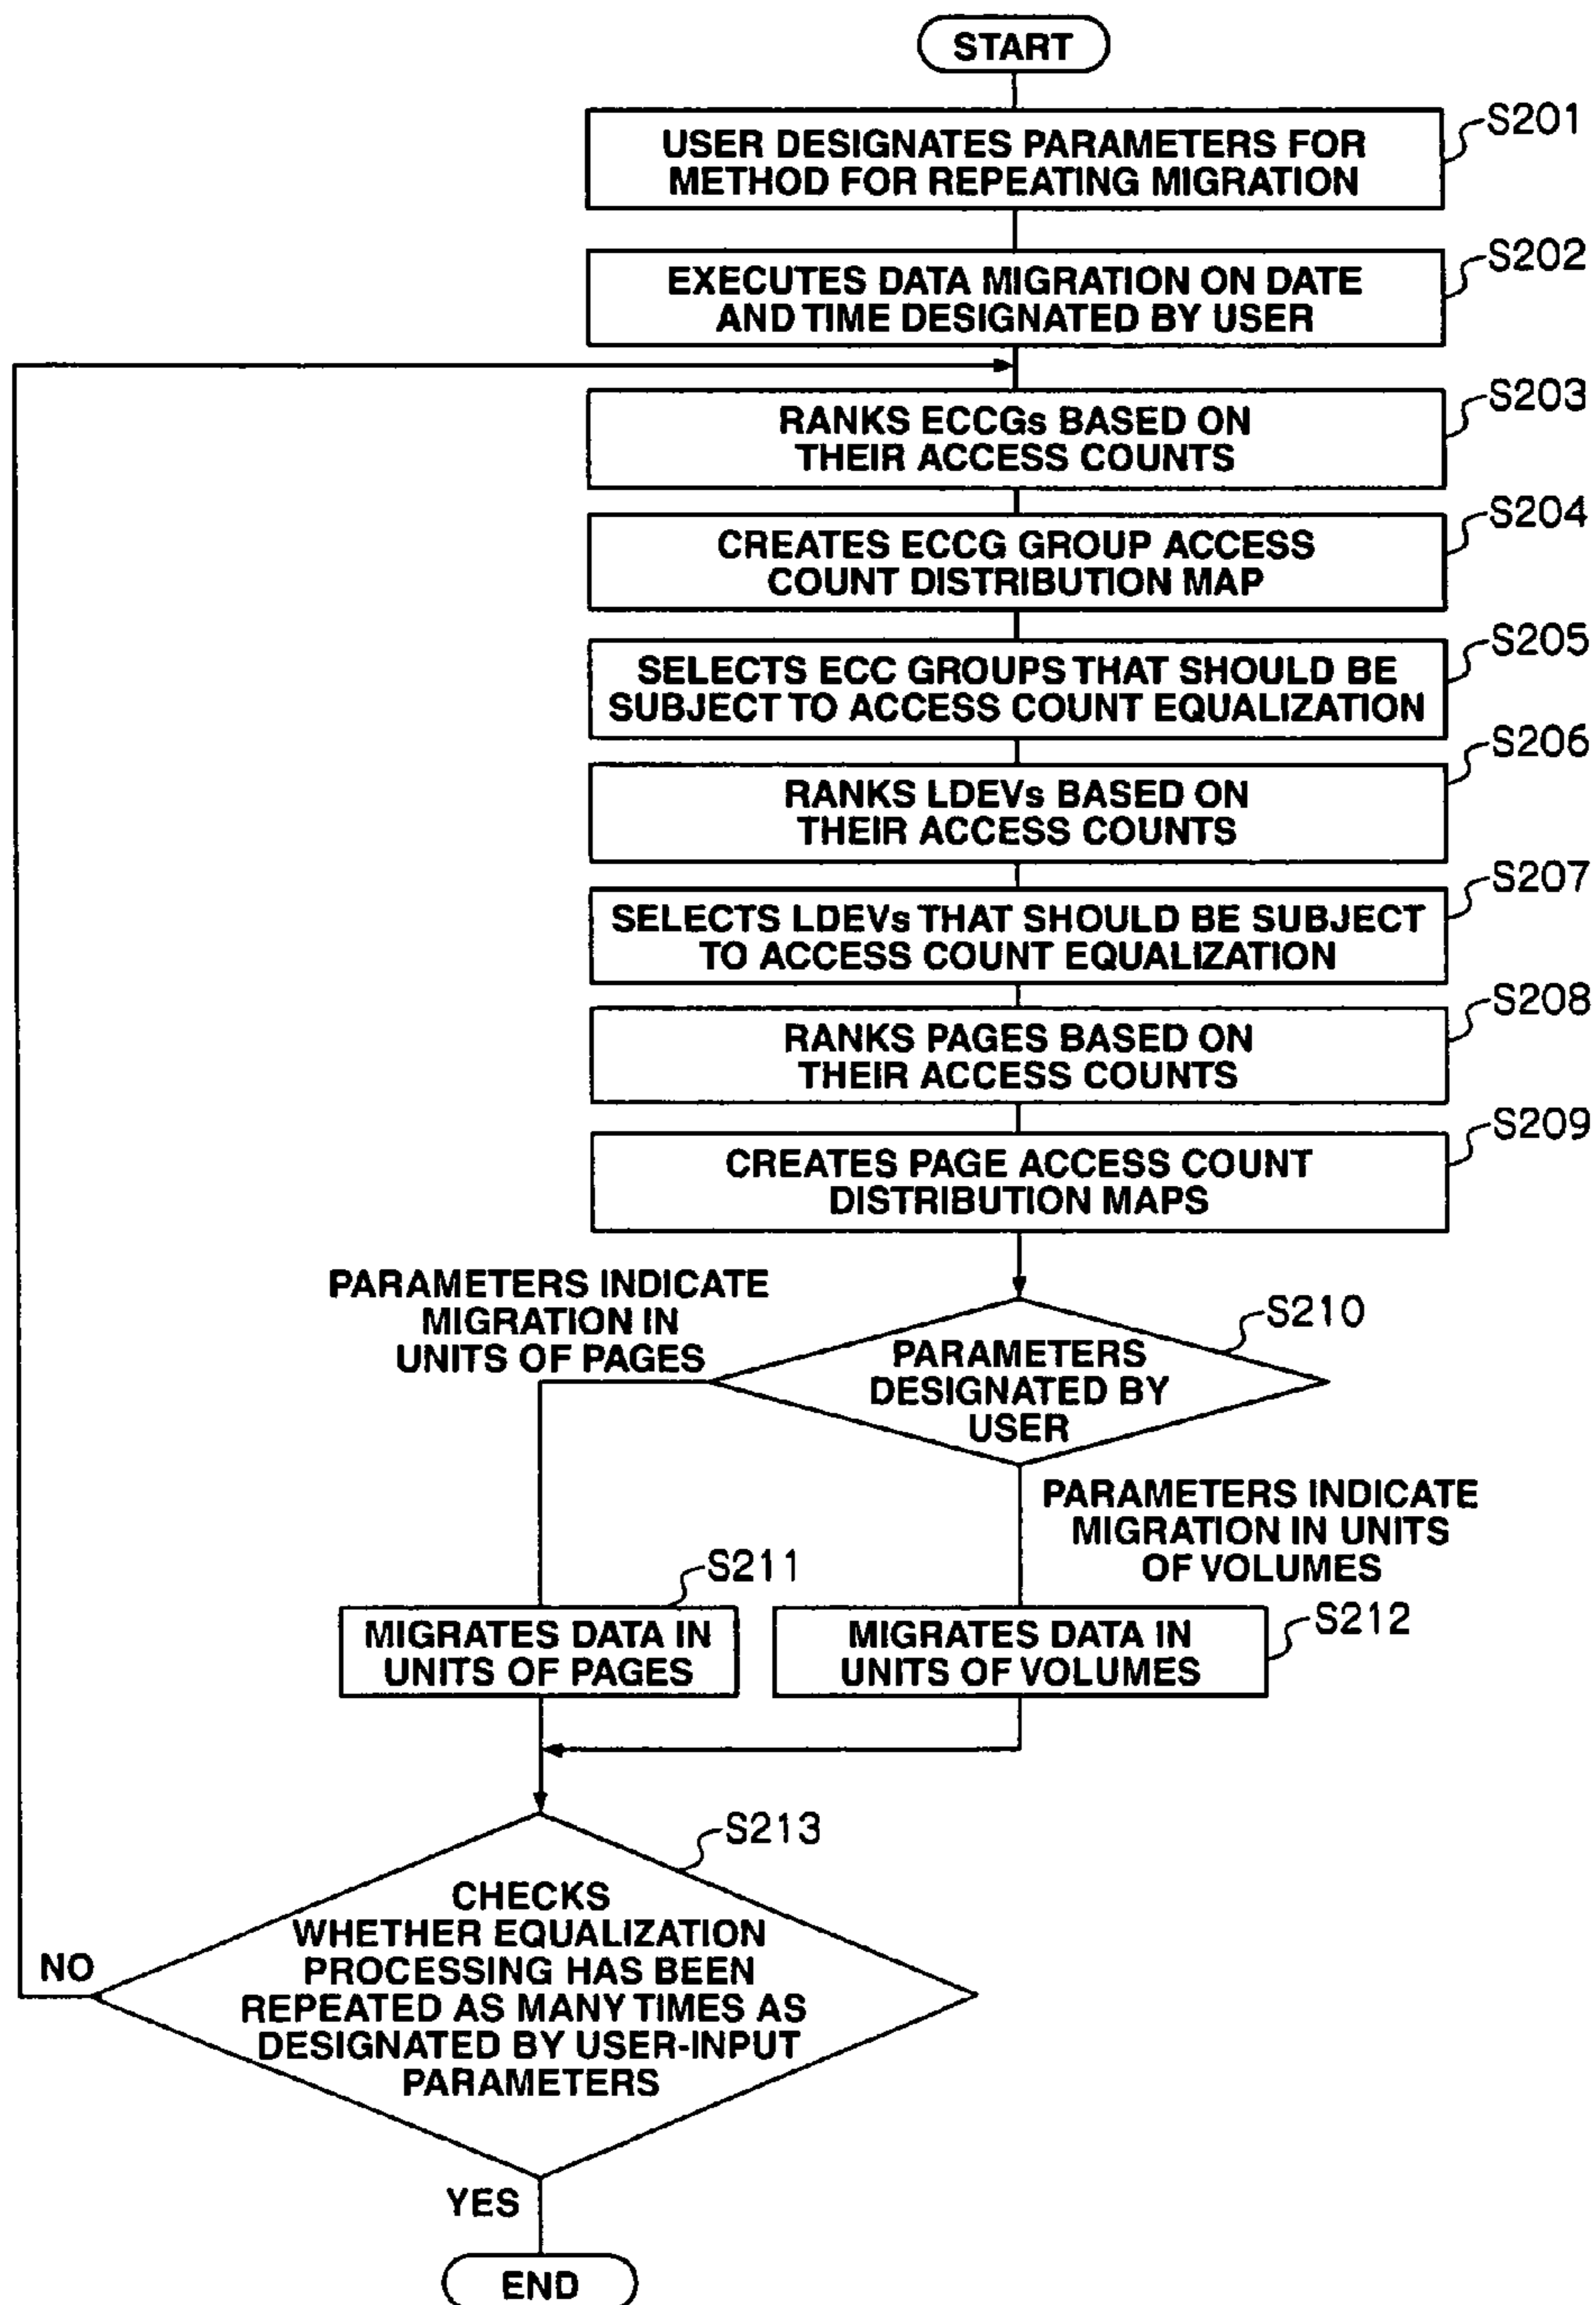 START
S201
USER DESIGNATES PARAMETERS FOR
METHOD FOR REPEATING MIGRATION
S202
EXECUTES DATA MIGRATION ON DATE
AND TIME DESIGNATED BY USER
S203
RANKS ECCGs BASED ON
THEIR ACCESS COUNTS
S204
CREATES ECCG GROUP ACCESS
COUNT DISTRIBUTION MAP
S205
SELECTS ECC GROUPS THAT SHOULD BE
SUBJECT TO ACCESS COUNT EQUALIZATION
S206
RANKS LDEVs BASED ON
THEIR ACCESS COUNTS
S207
SELECTS LDEVs THAT SHOULD BE SUBJECT
TO ACCESS COUNT EQUALIZATION
S208
RANKS PAGES BASED ON
THEIR ACCESS COUNTS
S209
CREATES PAGE ACCESS COUNT
DISTRIBUTION MAPS
PARAMETERS INDICATE
MIGRATION IN
UNITS OF PAGES
S210
PARAMETERS
DESIGNATED BY
USER
PARAMETERS INDICATE
MIGRATION IN UNITS
OF VOLUMES
S211
MIGRATES DATA IN
UNITS OF PAGES
S212
MIGRATES DATA IN
UNITS OF VOLUMES
S213
CHECKS
WHETHER EQUALIZATION
PROCESSING HAS BEEN
REPEATED AS MANY TIMES AS
DESIGNATED BY USER-INPUT
PARAMETERS
NO
YES
END